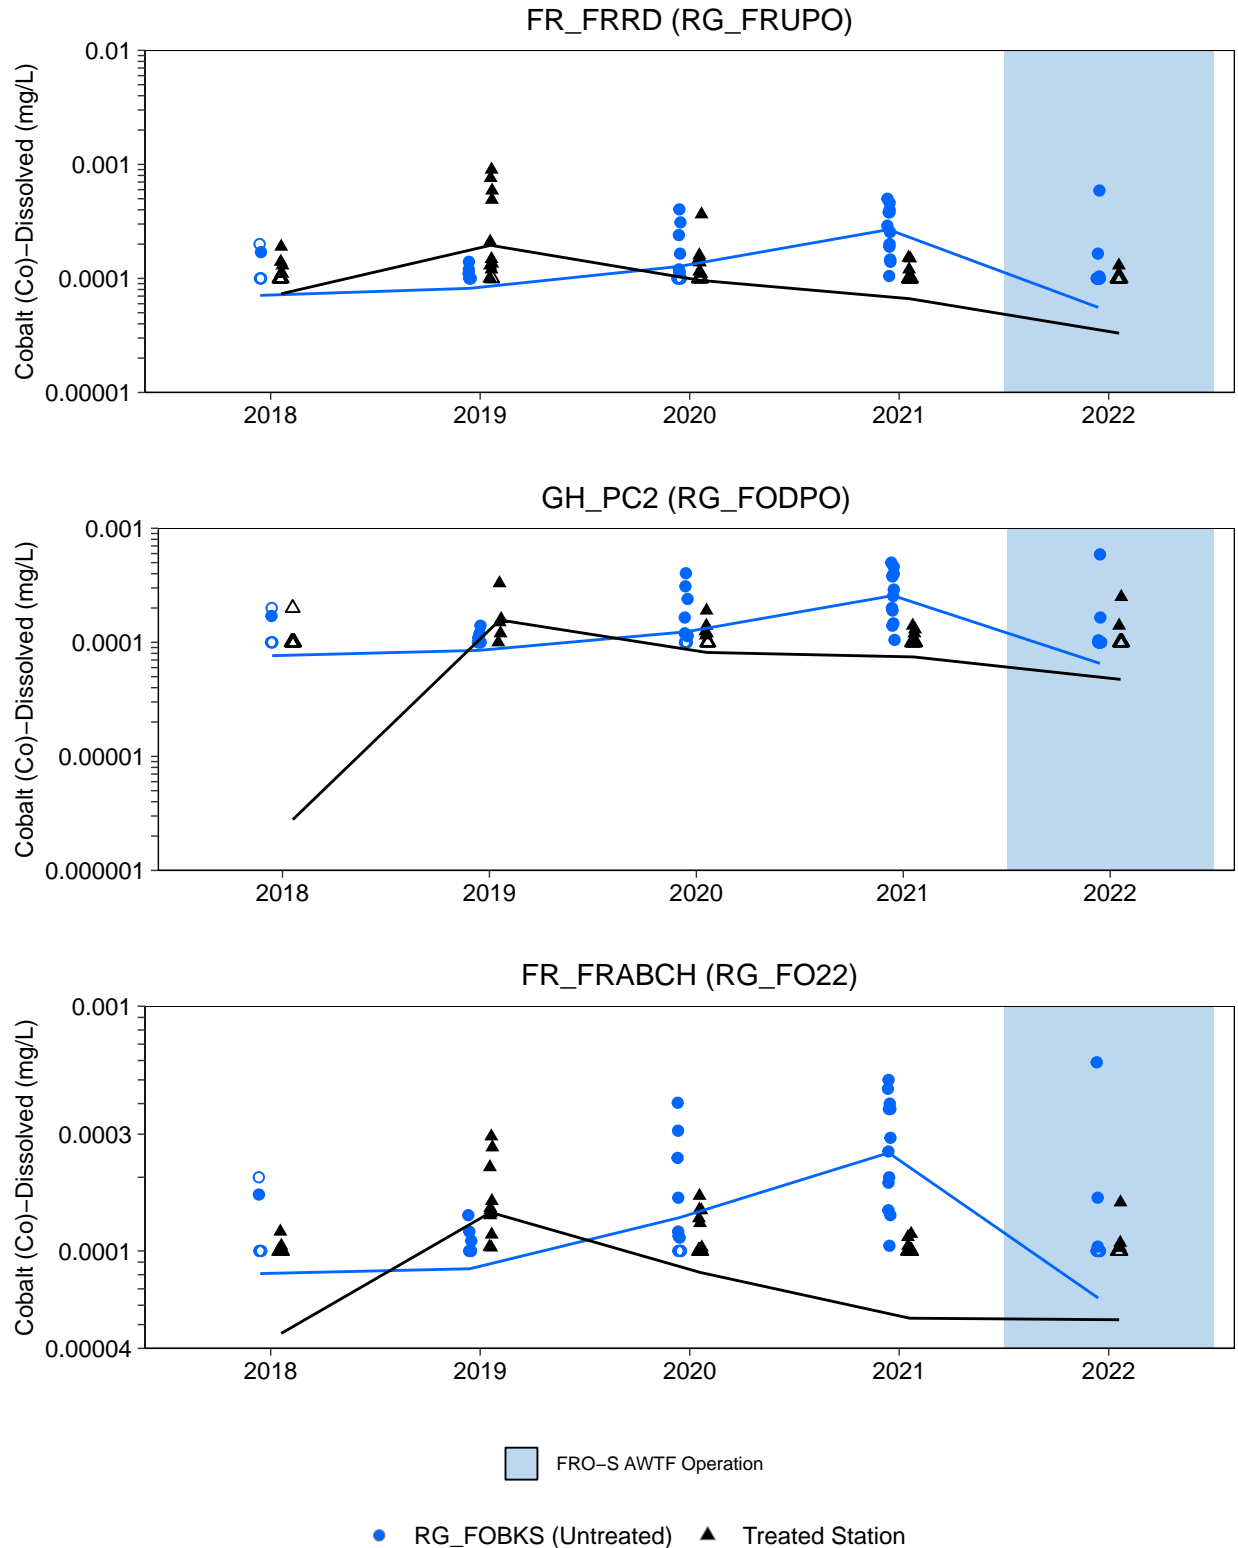 FR_FRRD (RG_FRUPO)
Cobalt (Co)−Dissolved (mg/L)
0.01
0.001
0.0001
0.00001
2018 2019 2020 2021 2022
GH_PC2 (RG_FODPO)
Cobalt (Co)−Dissolved (mg/L)
0.001
0.0001
0.00001
0.000001
2018 2019 2020 2021 2022
FR_FRABCH (RG_FO22)
Cobalt (Co)−Dissolved (mg/L)
0.001
0.0003
0.0001
0.00004
2018 2019 2020 2021 2022
FRO−S AWTF Operation
RG_FOBKS (Untreated) Treated Station